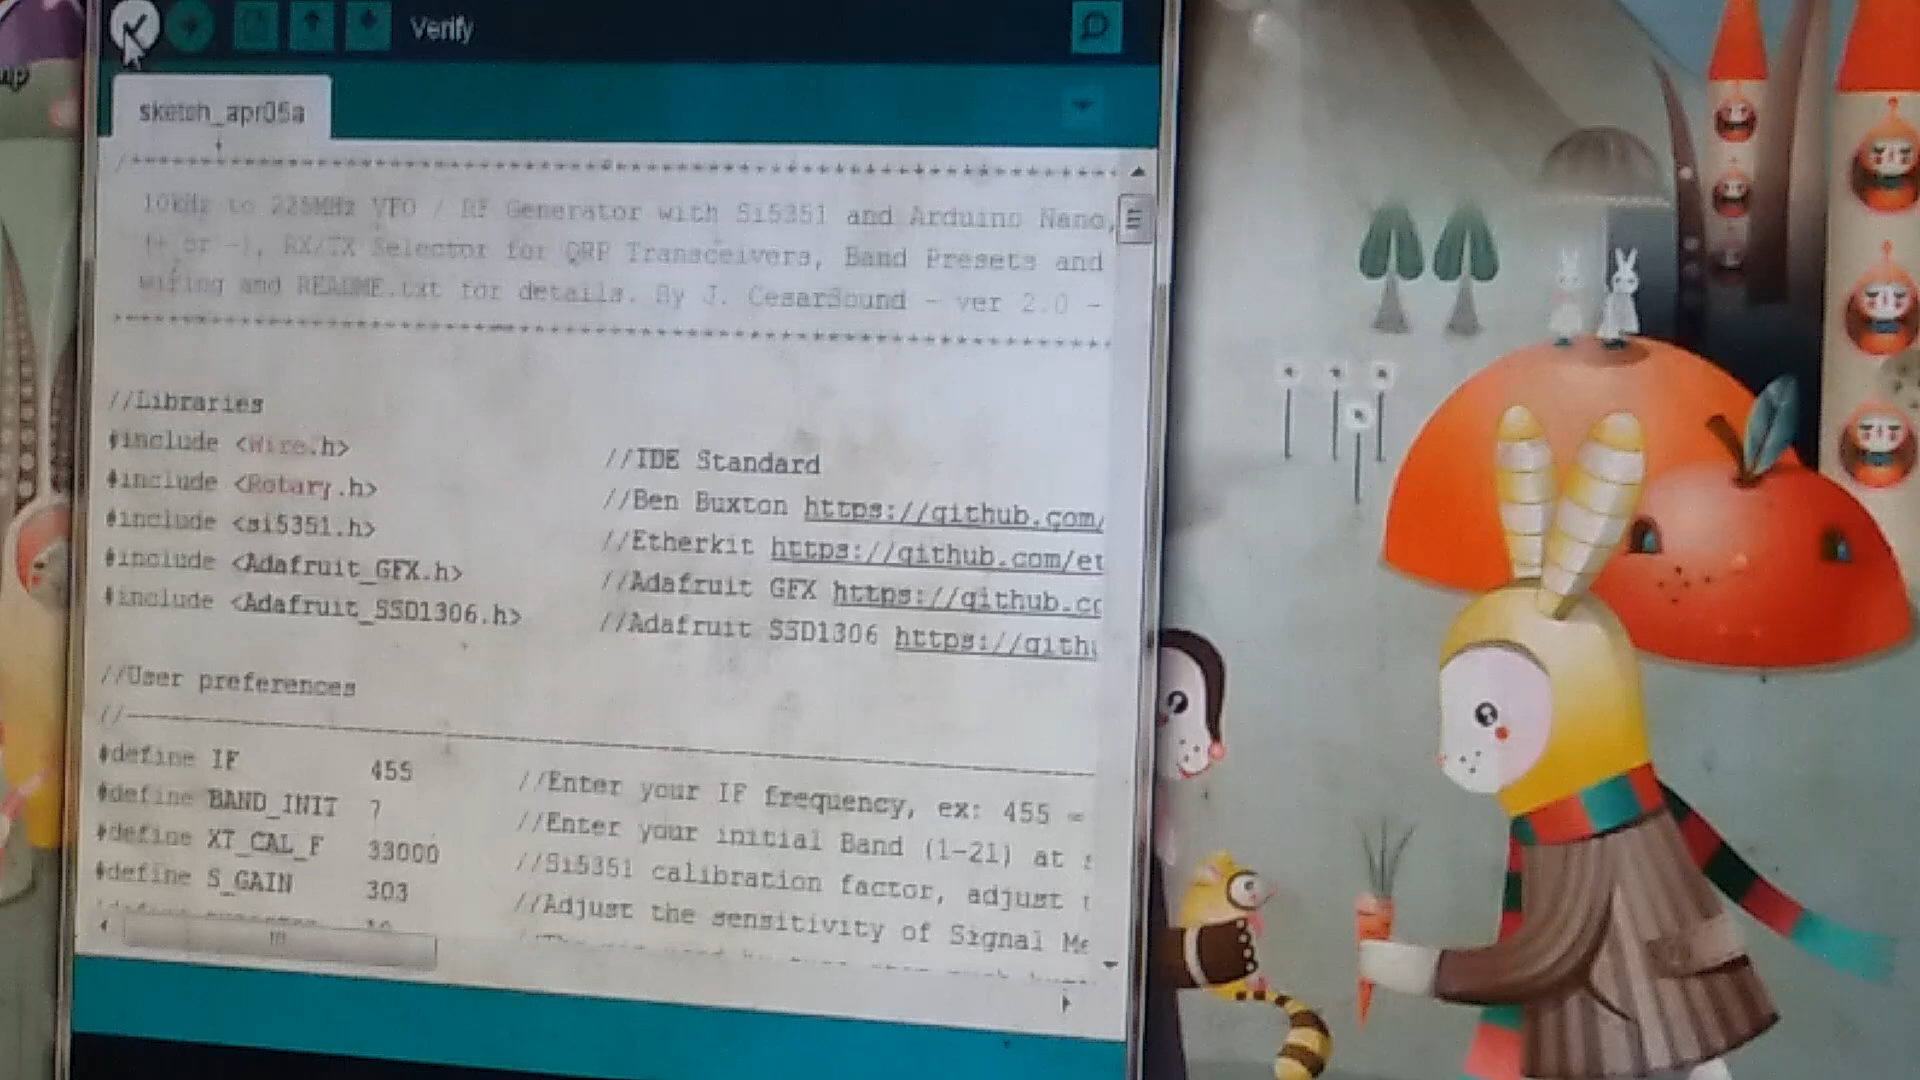 Verify
sketch_apr05a
/*********************************************************************
10kHz to 225MHz VFO / RF Generator with Si5351 and Arduino Nano,
(+ or -), RX/TX Selector for QRP Transceivers, Band Presets and
wiring and README.txt for details. By J. CesarSound - ver 2.0 -
**********************************************************************
//Libraries
#include <Wire.h> //IDE Standard
#include <Rotary.h> //Ben Buxton https://github.com/
#include <si5351.h> //Etherkit https://github.com/et
#include <Adafruit_GFX.h> //Adafruit GFX https://github.co
#include <Adafruit_SSD1306.h> //Adafruit SSD1306 https://gith
//User preferences
//--------------------------------------------------------------
#define IF 455 //Enter your IF frequency, ex: 455 =
#define BAND_INIT 7 //Enter your initial Band (1-21) at s
#define XT_CAL_F 33000 //Si5351 calibration factor, adjust t
#define S_GAIN 303 //Adjust the sensitivity of Signal Me